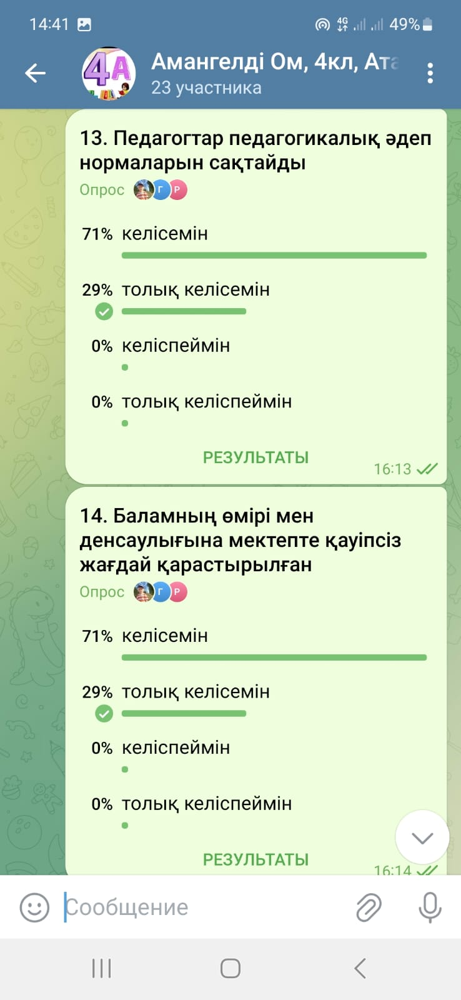 14:41
4G
49%
4А
Амангелді Ом, 4кл, Ата
23 участника
13. Педагогтар педагогикалық әдеп
нормаларын сақтайды
Опрос Г Р
71% келісемін
29% толық келісемін
0% келіспеймін
0% толық келіспеймін
РЕЗУЛЬТАТЫ
16:13
14. Баламның өмірі мен
денсаулығына мектепте қауіпсіз
жағдай қарастырылған
Опрос Г Р
71% келісемін
29% толық келісемін
0% келіспеймін
0% толық келіспеймін
РЕЗУЛЬТАТЫ
16:14
Сообщение